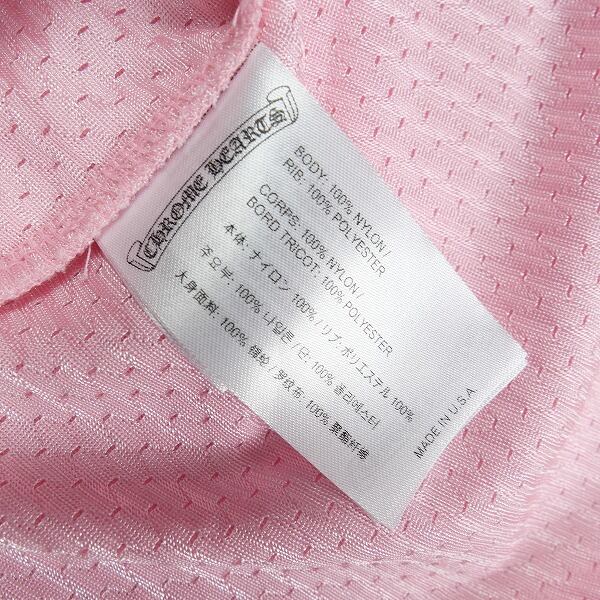 CHROME HEARTS
BODY: 100% NYLON /
RIB: 100% POLYESTER
CORPS: 100% NYLON /
BORD TRICOT: 100% POLYESTER
本体: ナイロン 100% / リブ: ポリエステル 100%
주요부: 100% 나일론 / 단: 100% 폴리에스터
大身面料: 100% 锦纶 / 罗纹布: 100% 聚酯纤维
MADE IN U.S.A